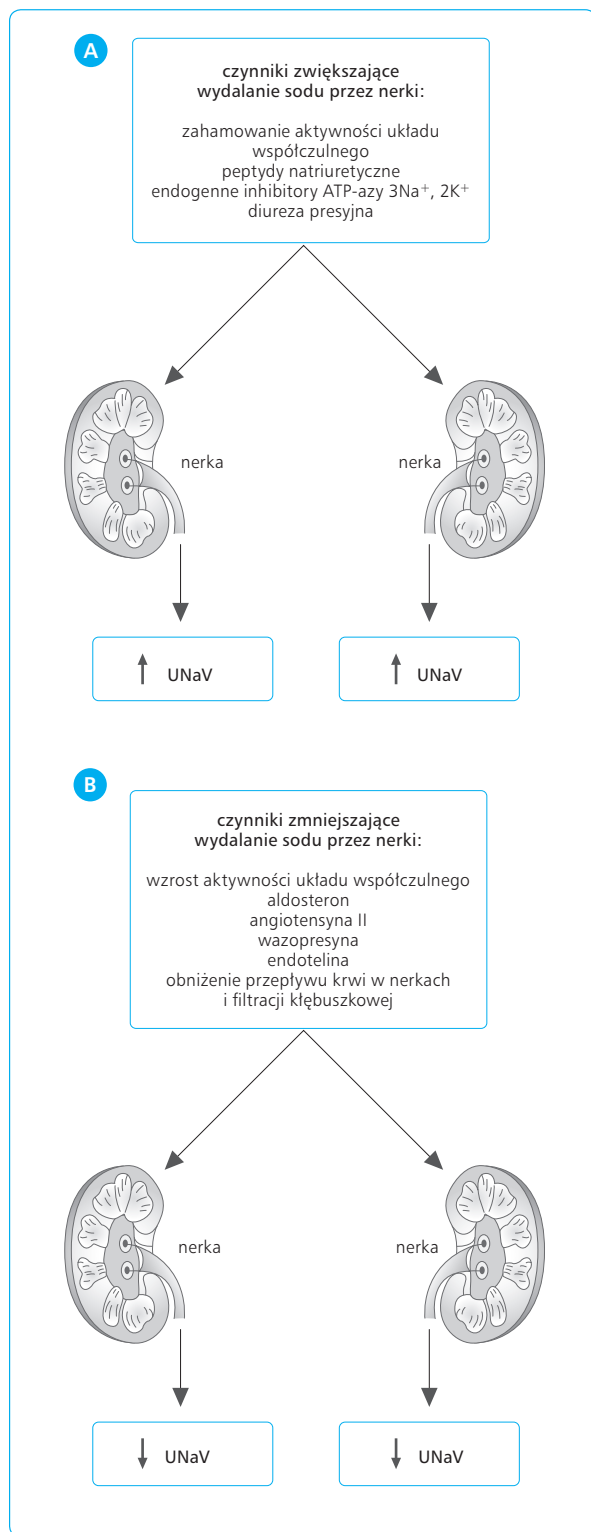 A
czynniki zwiększające
wydalanie sodu przez nerki:
zahamowanie aktywności układu
współczulnego
peptydy natriuretyczne
endogenne inhibitory ATP-azy 3Na⁺, 2K⁺
diureza presyjna
nerka
nerka
↑ UNaV
↑ UNaV
B
czynniki zmniejszające
wydalanie sodu przez nerki:
wzrost aktywności układu współczulnego
aldosteron
angiotensyna II
wazopresyna
endotelina
obniżenie przepływu krwi w nerkach
i filtracji kłębuszkowej
nerka
nerka
↓ UNaV
↓ UNaV